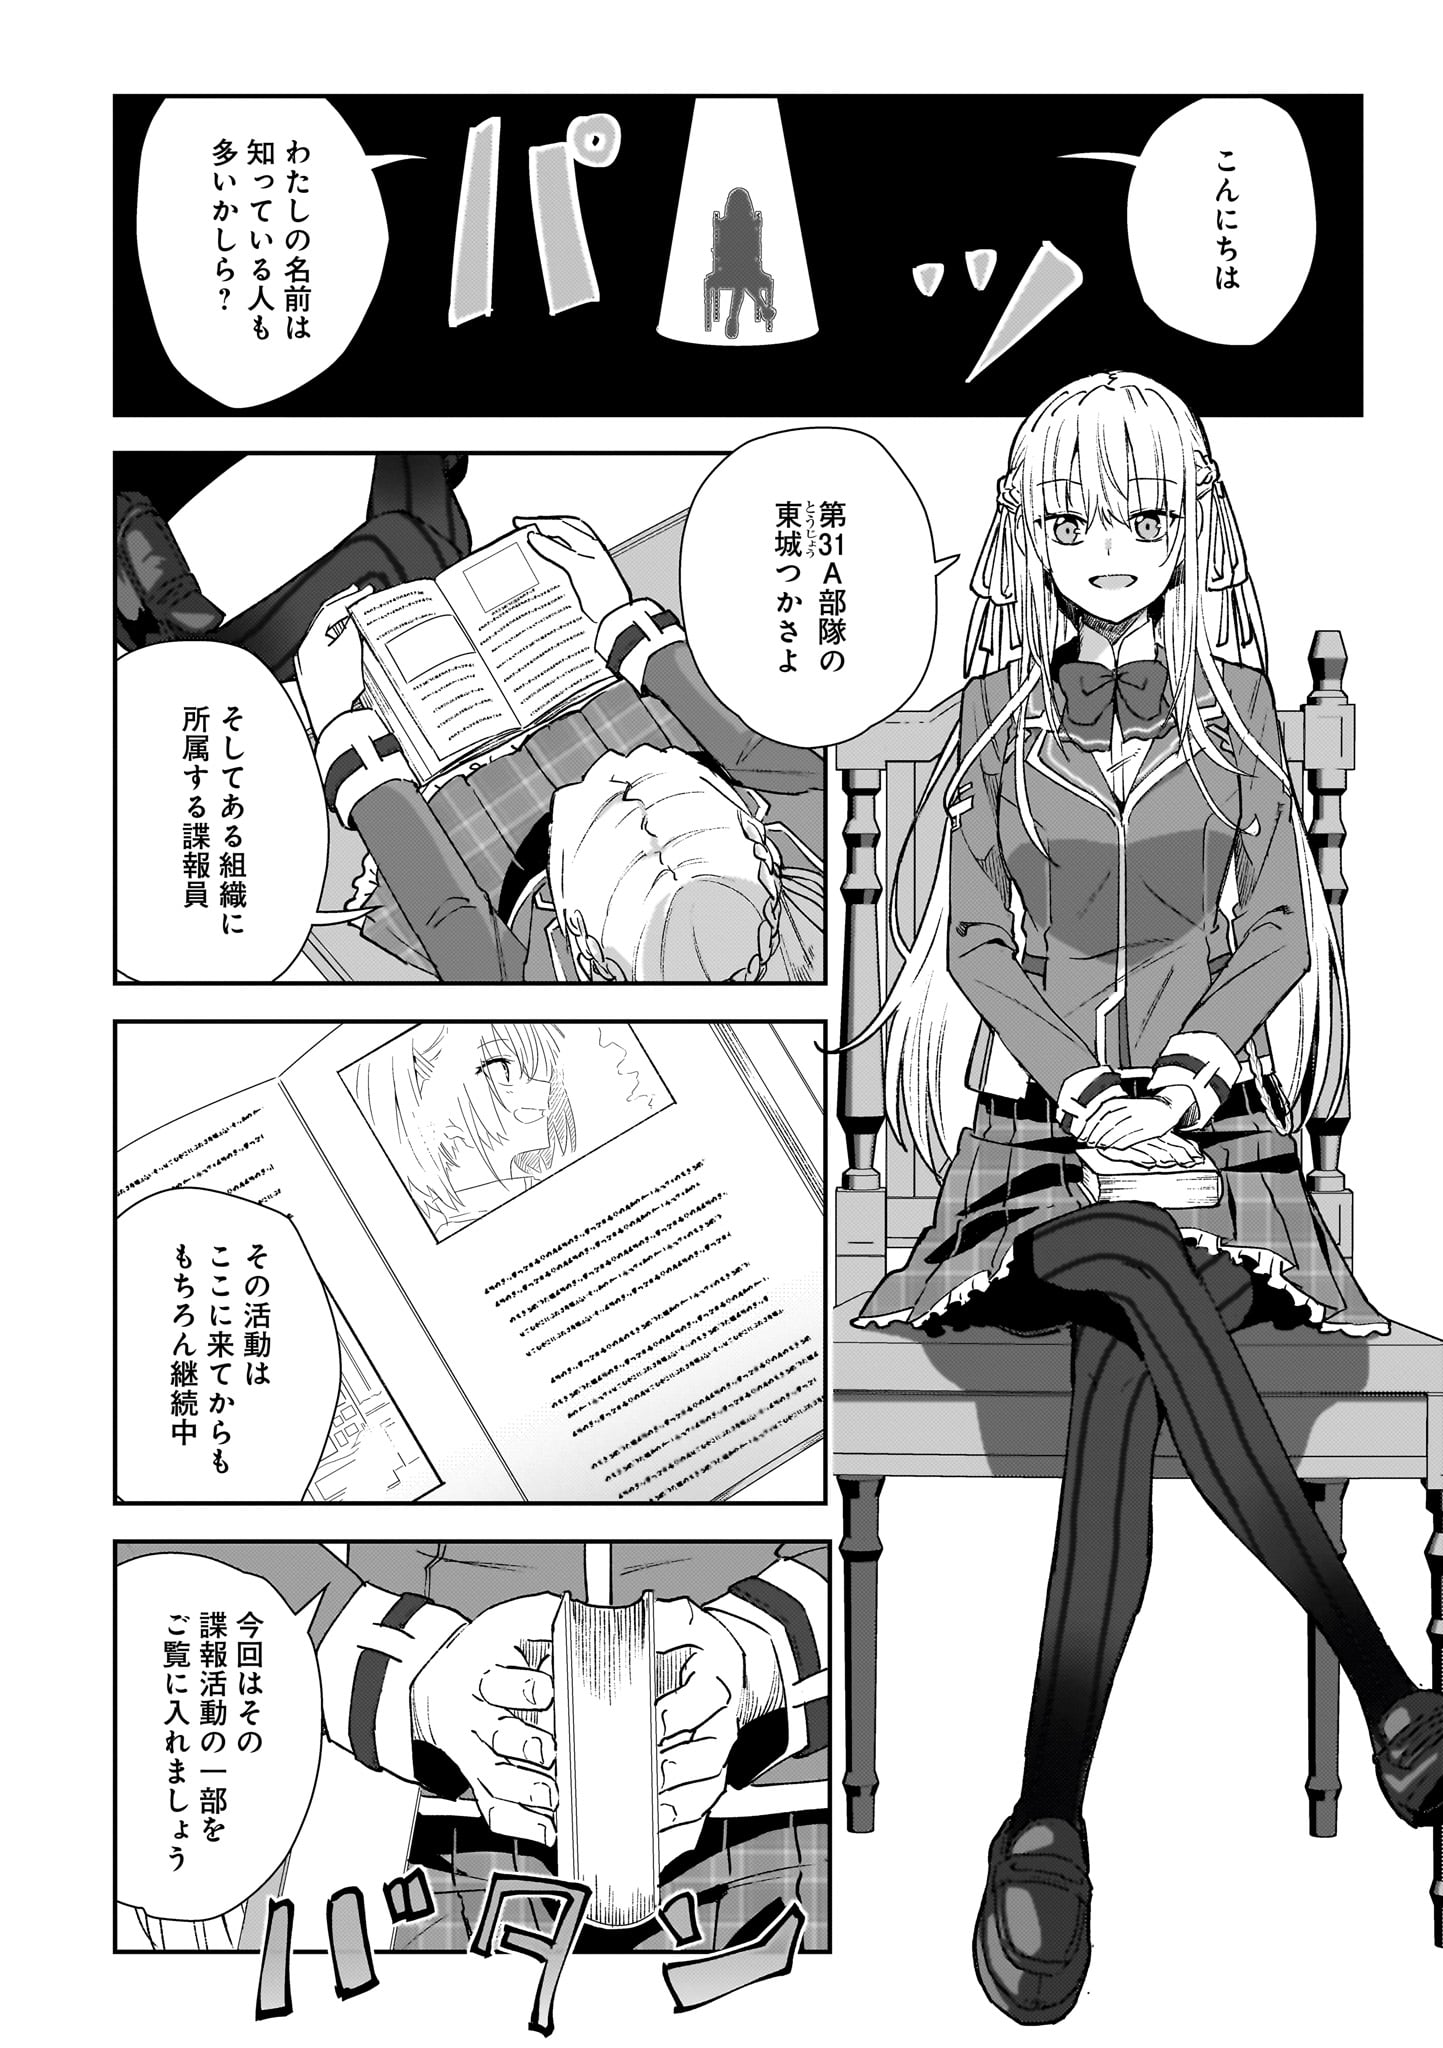 こんにちは
パッ
わたしの名前は
知っている人も
多いかしら？
第31A部隊の
東城つかさよ
とうじょう
そしてある組織に
所属する諜報員
その活動は
ここに来てからも
もちろん継続中
今回はその
諜報活動の一部を
ご覧に入れましょう
バタン